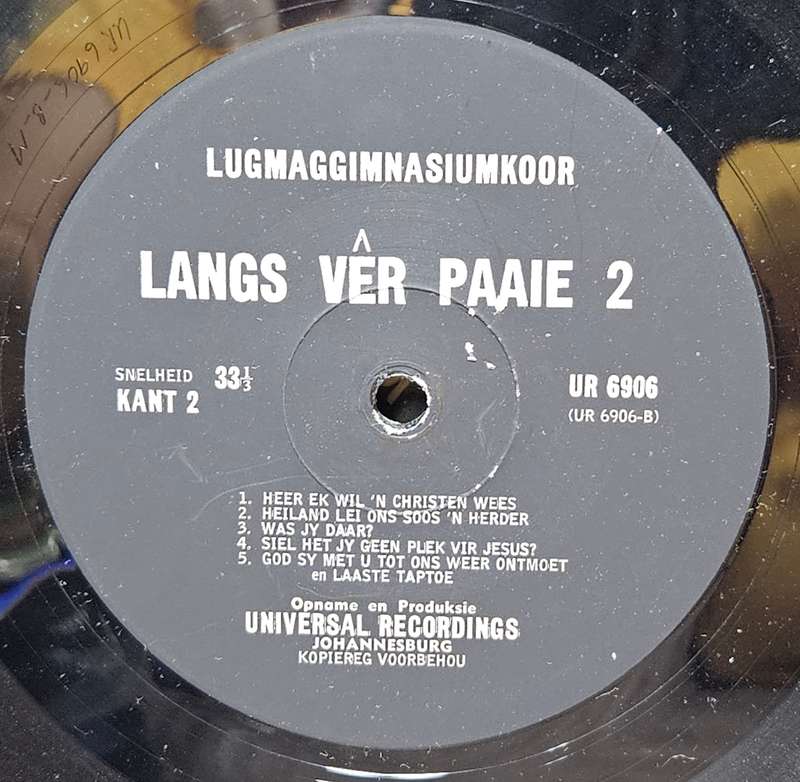 UR 6906-B-M
LUGMAGGIMNASIUMKOOR
LANGS VÊR PAAIE 2
SNELHEID 33⅓
KANT 2
UR 6906
(UR 6906-B)
1. HEER EK WIL 'N CHRISTEN WEES
2. HEILAND LEI ONS SOOS 'N HERDER
3. WAS JY DAAR?
4. SIEL HET JY GEEN PLEK VIR JESUS?
5. GOD SY MET U TOT ONS WEER ONTMOET
en LAASTE TAPTOE
Opname en Produksie
UNIVERSAL RECORDINGS
JOHANNESBURG
KOPIEREG VOORBEHOU